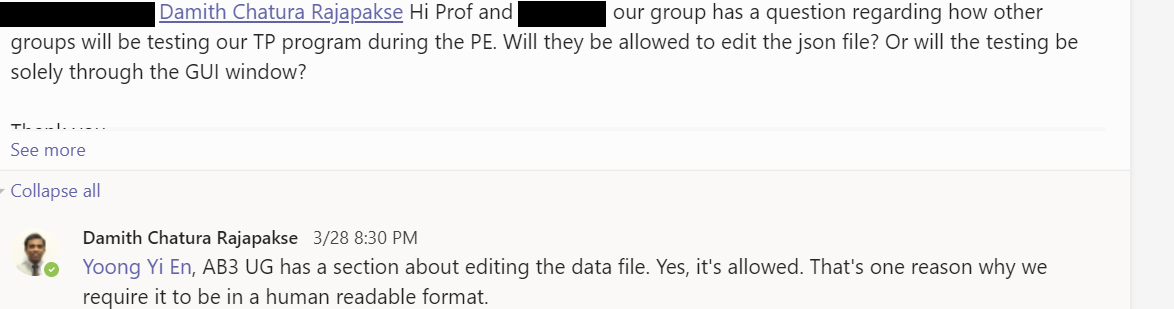 Damith Chatura Rajapakse Hi Prof and our group has a question regarding how other
groups will be testing our TP program during the PE. Will they be allowed to edit the json file? Or will the testing be
solely through the GUI window?
Thank you
See more
Collapse all
Damith Chatura Rajapakse 3/28 8:30 PM
Yoong Yi En, AB3 UG has a section about editing the data file. Yes, it's allowed. That's one reason why we
require it to be in a human readable format.